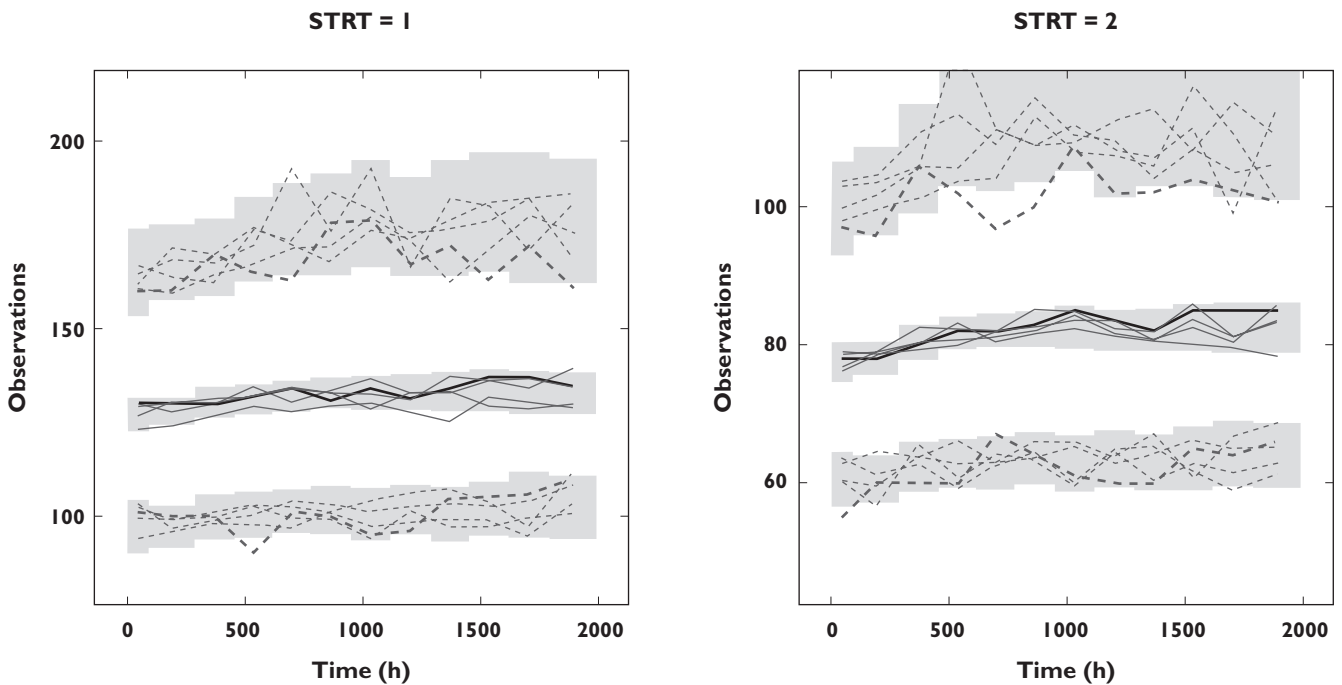 STRT = 1
200
150
100
Observations
0 500 1000 1500 2000
Time (h)
STRT = 2
100
80
60
Observations
0 500 1000 1500 2000
Time (h)